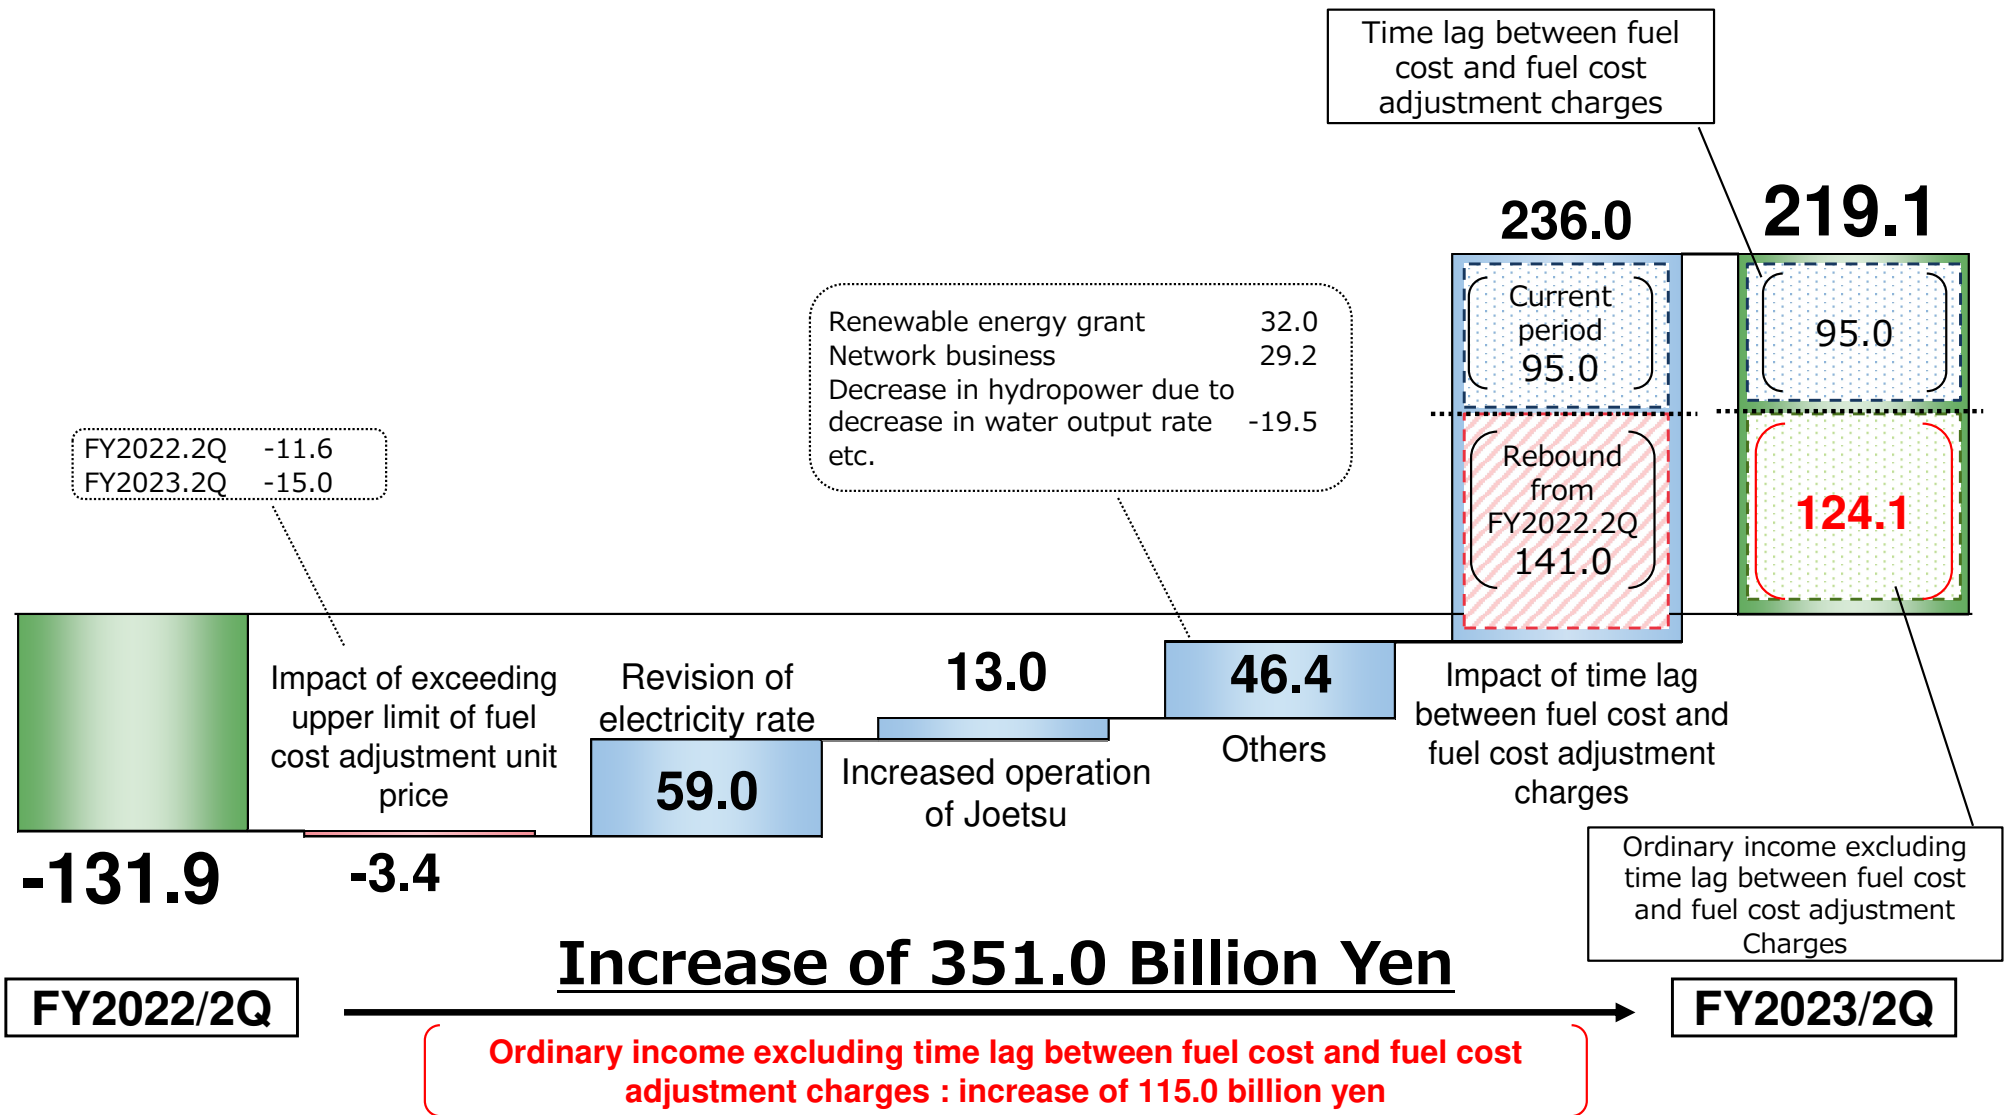 Time lag between fuel
cost and fuel cost
adjustment charges
236.0
219.1
Current
period
95.0
95.0
Renewable energy grant 32.0
Network business 29.2
Decrease in hydropower due to
decrease in water output rate -19.5
etc.
FY2022.2Q -11.6
FY2023.2Q -15.0
Rebound
from
FY2022.2Q
141.0
124.1
Impact of exceeding
upper limit of fuel
cost adjustment unit
price
Revision of
electricity rate
59.0
13.0
Increased operation
of Joetsu
46.4
Others
Impact of time lag
between fuel cost and
fuel cost adjustment
charges
-131.9
-3.4
Ordinary income excluding
time lag between fuel cost
and fuel cost adjustment
Charges
Increase of 351.0 Billion Yen
FY2022/2Q
FY2023/2Q
Ordinary income excluding time lag between fuel cost and fuel cost
adjustment charges : increase of 115.0 billion yen